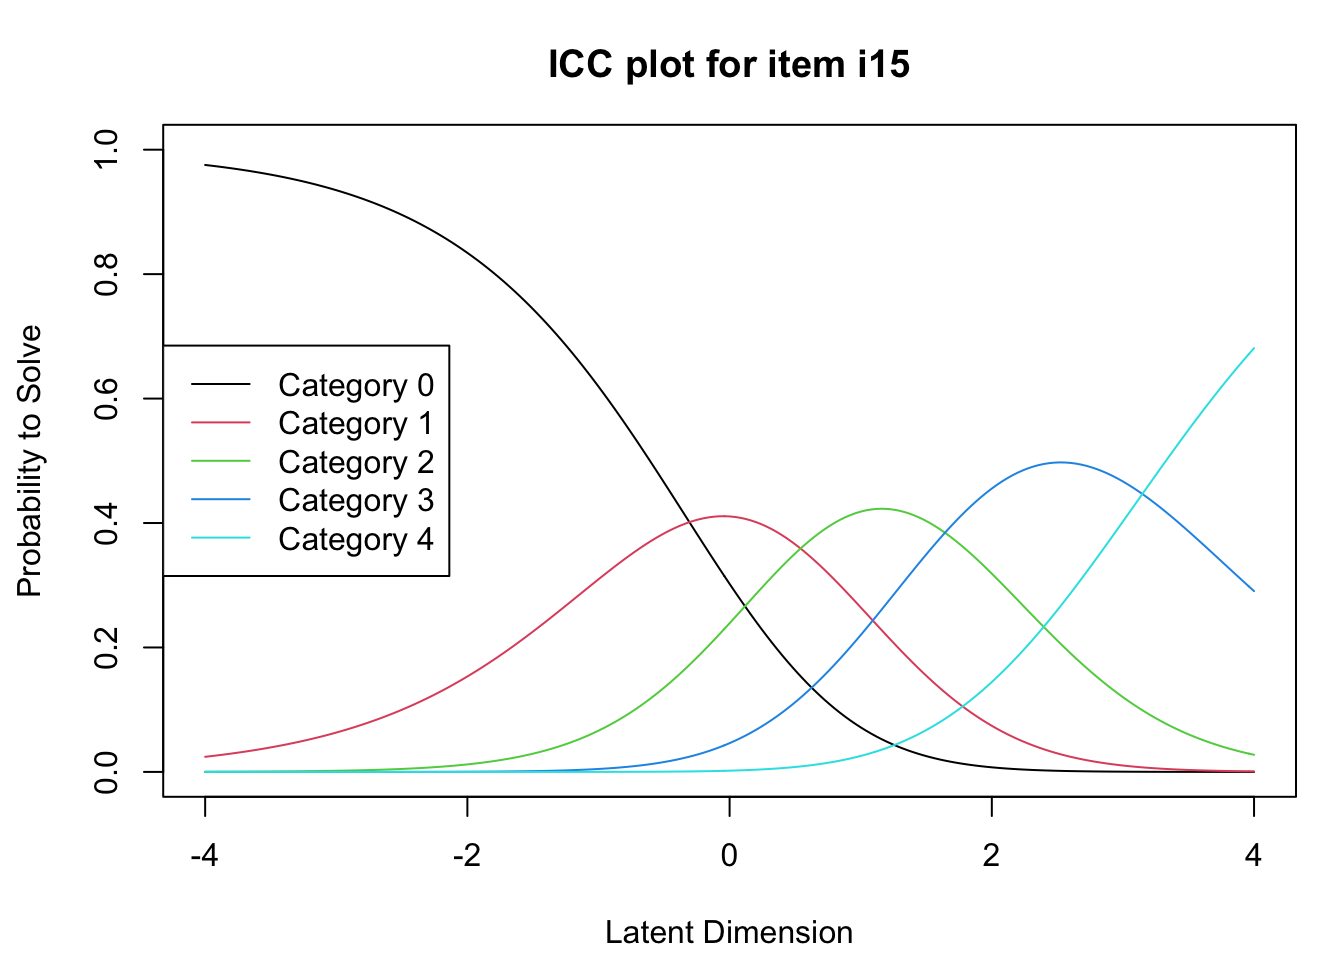 ICC plot for item i15
Probability to Solve
1.0
0.8
0.6
0.4
0.2
0.0
Category 0
Category 1
Category 2
Category 3
Category 4
-4 -2 0 2 4
Latent Dimension